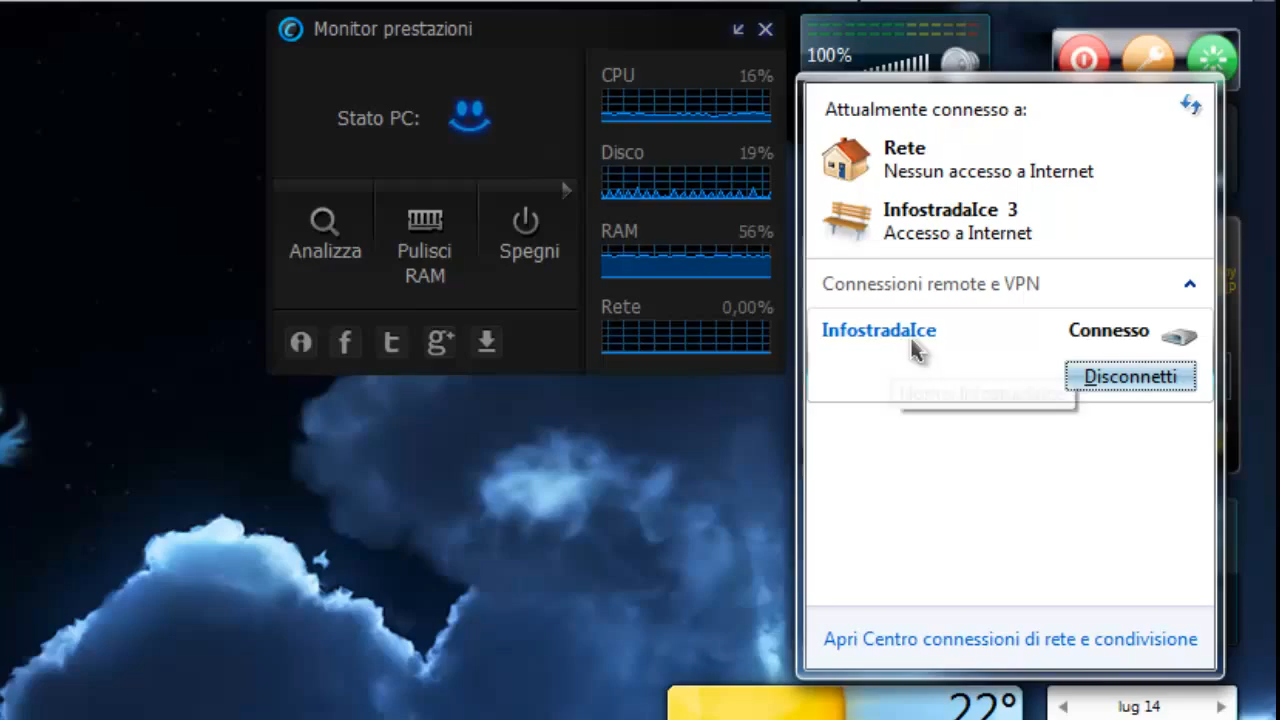 Monitor prestazioni
Stato PC:
Analizza
Pulisci
RAM
Spegni
CPU 16%
Disco 19%
RAM 56%
Rete 0,00%
100%
Attualmente connesso a:
Rete
Nessun accesso a Internet
InfostradaIce 3
Accesso a Internet
Connessioni remote e VPN
InfostradaIce Connesso
Disconnetti
Apri Centro connessioni di rete e condivisione
22°
lug 14